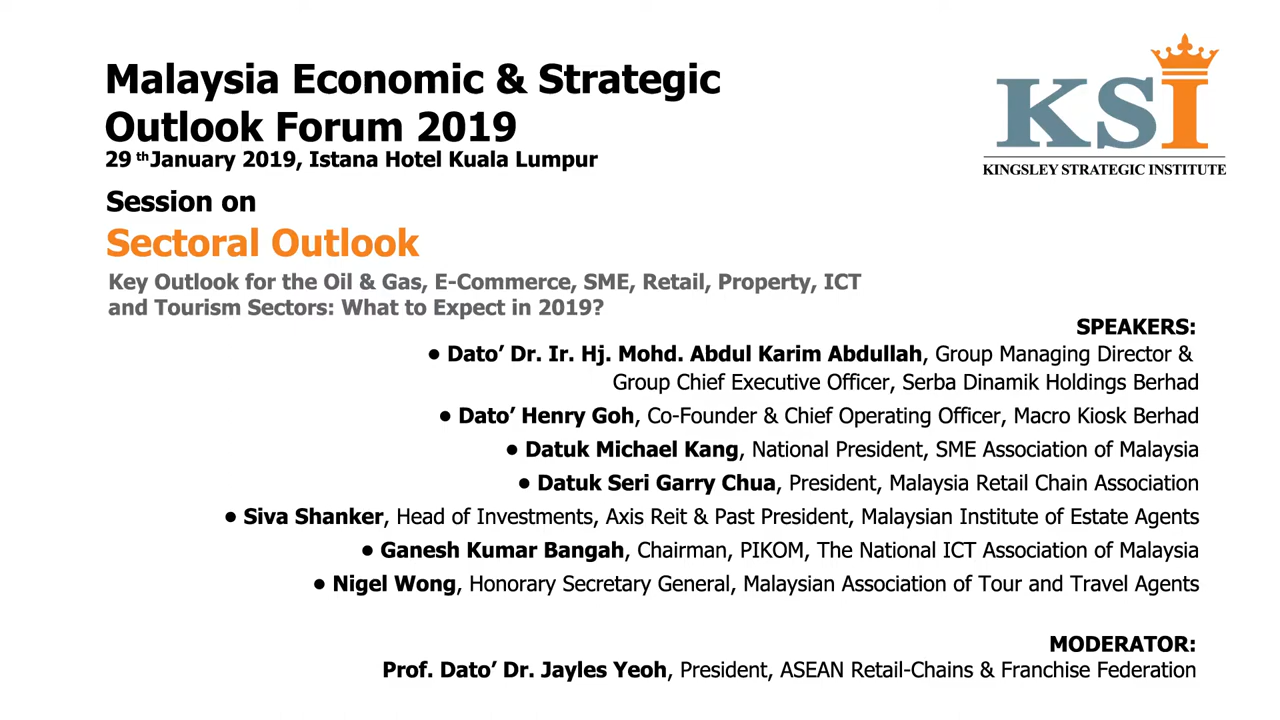 Malaysia Economic & Strategic
Outlook Forum 2019
29 th January 2019, Istana Hotel Kuala Lumpur
KSI
KINGSLEY STRATEGIC INSTITUTE
Session on
Sectoral Outlook
Key Outlook for the Oil & Gas, E-Commerce, SME, Retail, Property, ICT
and Tourism Sectors: What to Expect in 2019?
SPEAKERS:
● Dato’ Dr. Ir. Hj. Mohd. Abdul Karim Abdullah, Group Managing Director &
Group Chief Executive Officer, Serba Dinamik Holdings Berhad
● Dato’ Henry Goh, Co-Founder & Chief Operating Officer, Macro Kiosk Berhad
● Datuk Michael Kang, National President, SME Association of Malaysia
● Datuk Seri Garry Chua, President, Malaysia Retail Chain Association
● Siva Shanker, Head of Investments, Axis Reit & Past President, Malaysian Institute of Estate Agents
● Ganesh Kumar Bangah, Chairman, PIKOM, The National ICT Association of Malaysia
● Nigel Wong, Honorary Secretary General, Malaysian Association of Tour and Travel Agents
MODERATOR:
Prof. Dato’ Dr. Jayles Yeoh, President, ASEAN Retail-Chains & Franchise Federation